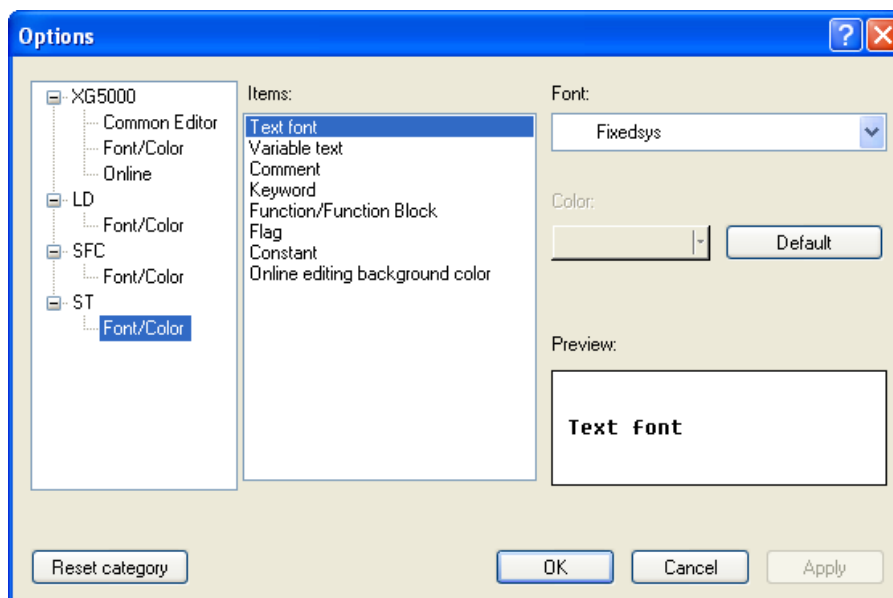 Options
XG5000
Common Editor
Font/Color
Online
LD
Font/Color
SFC
Font/Color
ST
Font/Color
Items:
Text font
Variable text
Comment
Keyword
Function/Function Block
Flag
Constant
Online editing background color
Font:
Fixedsys
Color:
Default
Preview:
Text font
Reset category
OK
Cancel
Apply